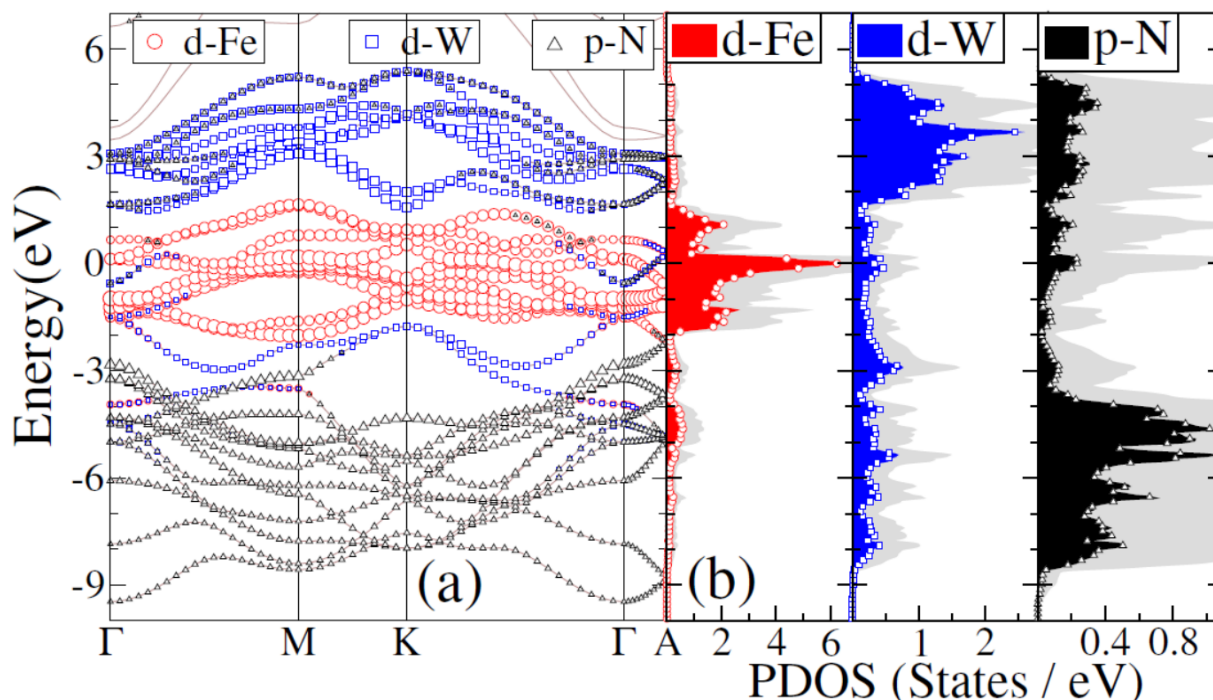 d-Fe d-W p-N d-Fe d-W p-N
6
3
0
-3
-6
-9
Energy(eV)
(a) (b)
Γ M K Γ A 0 2 4 6 1 2 0.4 0.8
PDOS (States / eV)